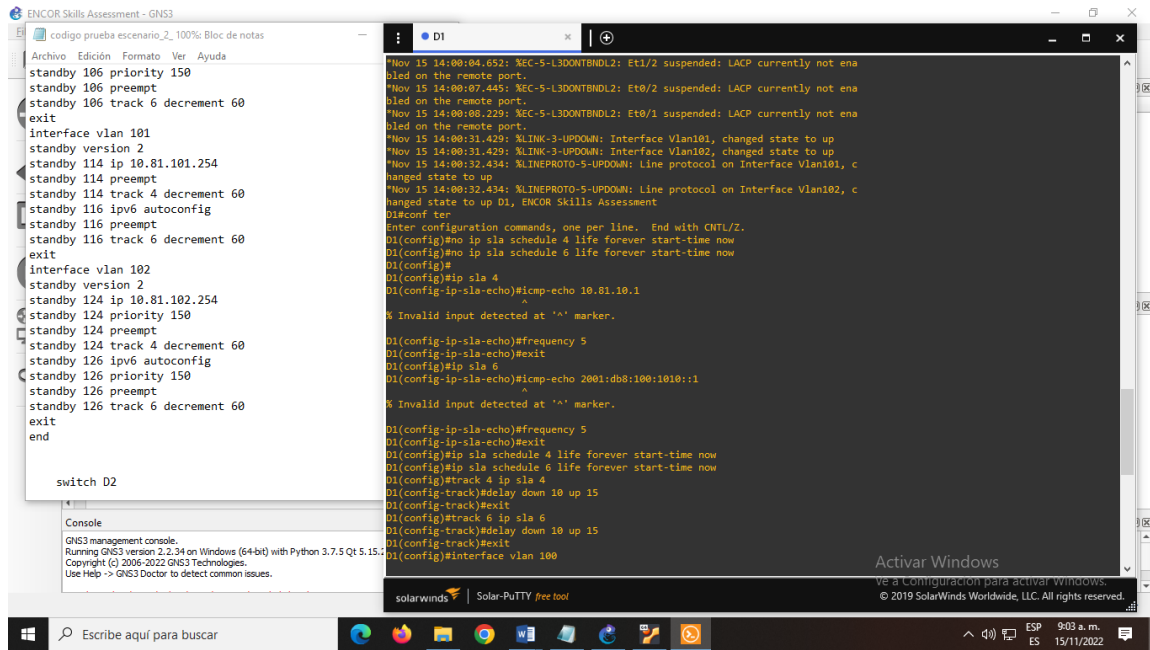 ENCOR Skills Assessment - GNS3
codigo prueba escenario_2_ 100%: Bloc de notas
Archivo Edición Formato Ver Ayuda
standby 106 priority 150
standby 106 preempt
standby 106 track 6 decrement 60
exit
interface vlan 101
standby version 2
standby 114 ip 10.81.101.254
standby 114 preempt
standby 114 track 4 decrement 60
standby 116 ipv6 autoconfig
standby 116 preempt
standby 116 track 6 decrement 60
exit
interface vlan 102
standby version 2
standby 124 ip 10.81.102.254
standby 124 priority 150
standby 124 preempt
standby 124 track 4 decrement 60
standby 126 ipv6 autoconfig
standby 126 priority 150
standby 126 preempt
standby 126 track 6 decrement 60
exit
end
switch D2
Console
GNS3 management console.
Running GNS3 version 2.2.34 on Windows (64-bit) with Python 3.7.5 Qt 5.15.2
Copyright (c) 2006-2022 GNS3 Technologies.
Use Help -> GNS3 Doctor to detect common issues.
D1
*Nov 15 14:00:04.652: %EC-5-L3DONTBNDL2: Et1/2 suspended: LACP currently not ena
bled on the remote port.
*Nov 15 14:00:07.445: %EC-5-L3DONTBNDL2: Et0/2 suspended: LACP currently not ena
bled on the remote port.
*Nov 15 14:00:08.229: %EC-5-L3DONTBNDL2: Et0/1 suspended: LACP currently not ena
bled on the remote port.
*Nov 15 14:00:31.429: %LINK-3-UPDOWN: Interface Vlan101, changed state to up
*Nov 15 14:00:31.429: %LINK-3-UPDOWN: Interface Vlan102, changed state to up
*Nov 15 14:00:32.434: %LINEPROTO-5-UPDOWN: Line protocol on Interface Vlan101, c
hanged state to up
*Nov 15 14:00:32.434: %LINEPROTO-5-UPDOWN: Line protocol on Interface Vlan102, c
hanged state to up D1, ENCOR Skills Assessment
D1#conf ter
Enter configuration commands, one per line. End with CNTL/Z.
D1(config)#no ip sla schedule 4 life forever start-time now
D1(config)#no ip sla schedule 6 life forever start-time now
D1(config)#
D1(config)#ip sla 4
D1(config-ip-sla-echo)#icmp-echo 10.81.10.1
^
% Invalid input detected at '^' marker.
D1(config-ip-sla-echo)#frequency 5
D1(config-ip-sla-echo)#exit
D1(config)#ip sla 6
D1(config-ip-sla-echo)#icmp-echo 2001:db8:100:1010::1
^
% Invalid input detected at '^' marker.
D1(config-ip-sla-echo)#frequency 5
D1(config-ip-sla-echo)#exit
D1(config)#ip sla schedule 4 life forever start-time now
D1(config)#ip sla schedule 6 life forever start-time now
D1(config)#track 4 ip sla 4
D1(config-track)#delay down 10 up 15
D1(config-track)#exit
D1(config)#track 6 ip sla 6
D1(config-track)#delay down 10 up 15
D1(config-track)#exit
D1(config)#interface vlan 100
Activar Windows
Ve a Configuración para activar Windows.
solarwinds Solar-PuTTY free tool
© 2019 SolarWinds Worldwide, LLC. All rights reserved.
Escribe aquí para buscar
ESP
ES
9:03 a. m.
15/11/2022